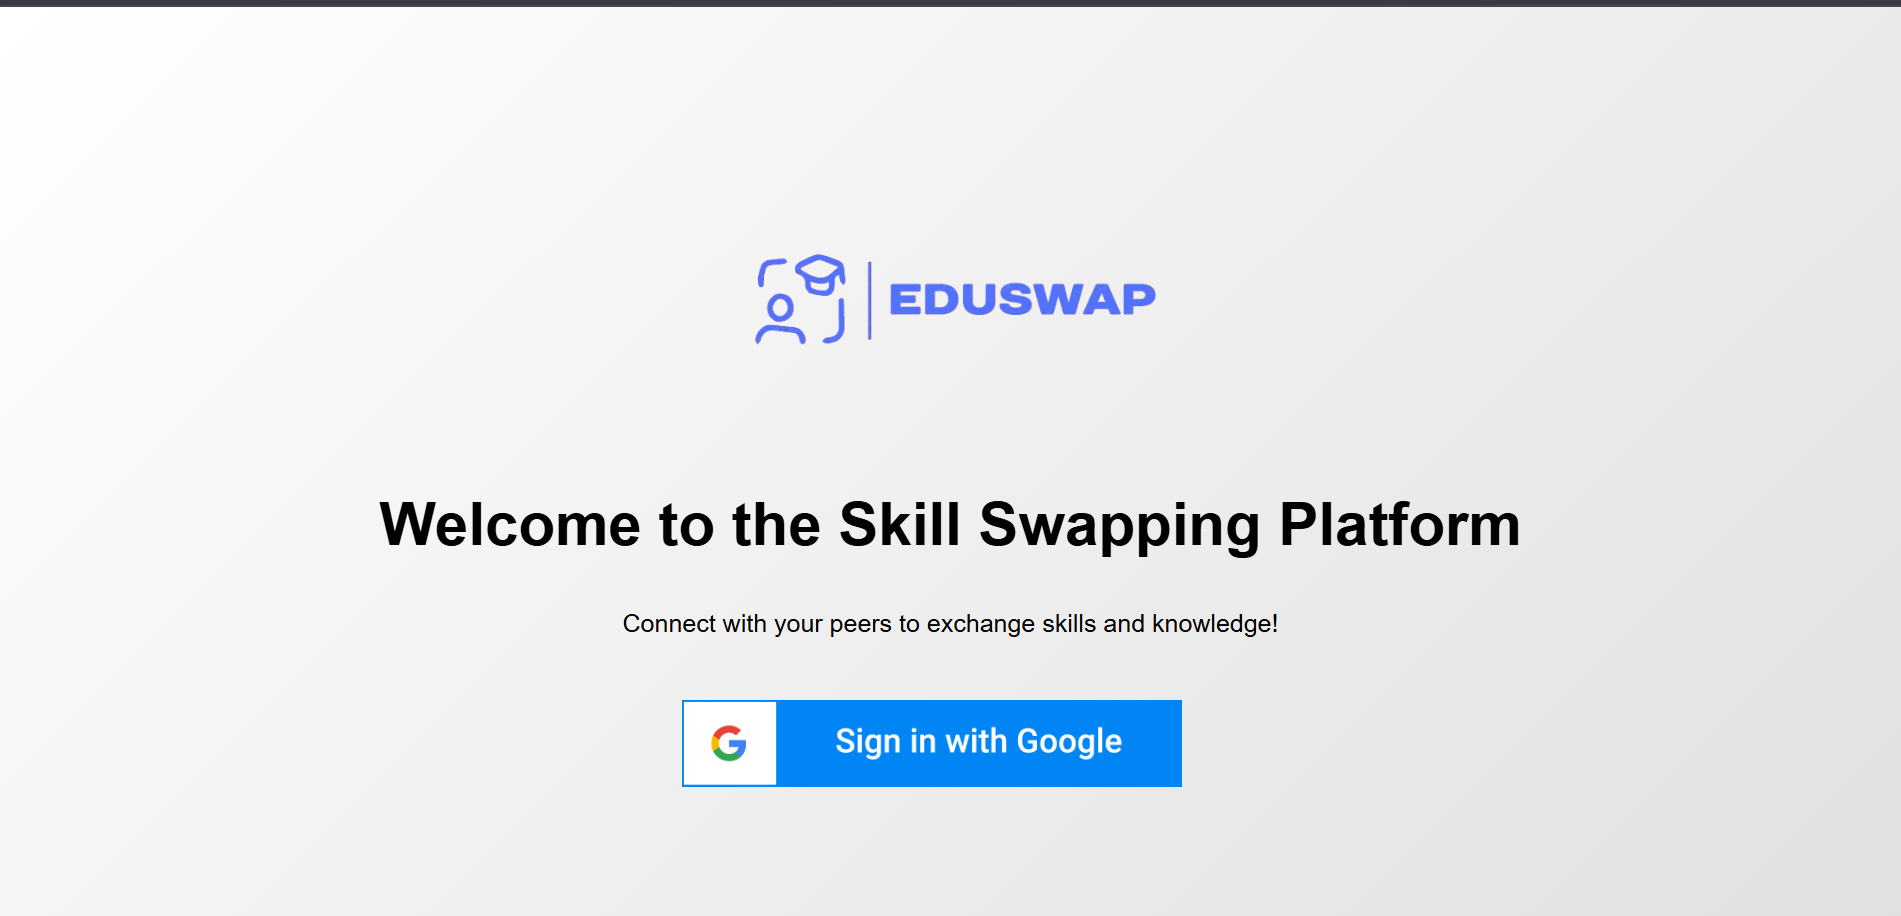 EDUSWAP
Welcome to the Skill Swapping Platform
Connect with your peers to exchange skills and knowledge!
Sign in with Google